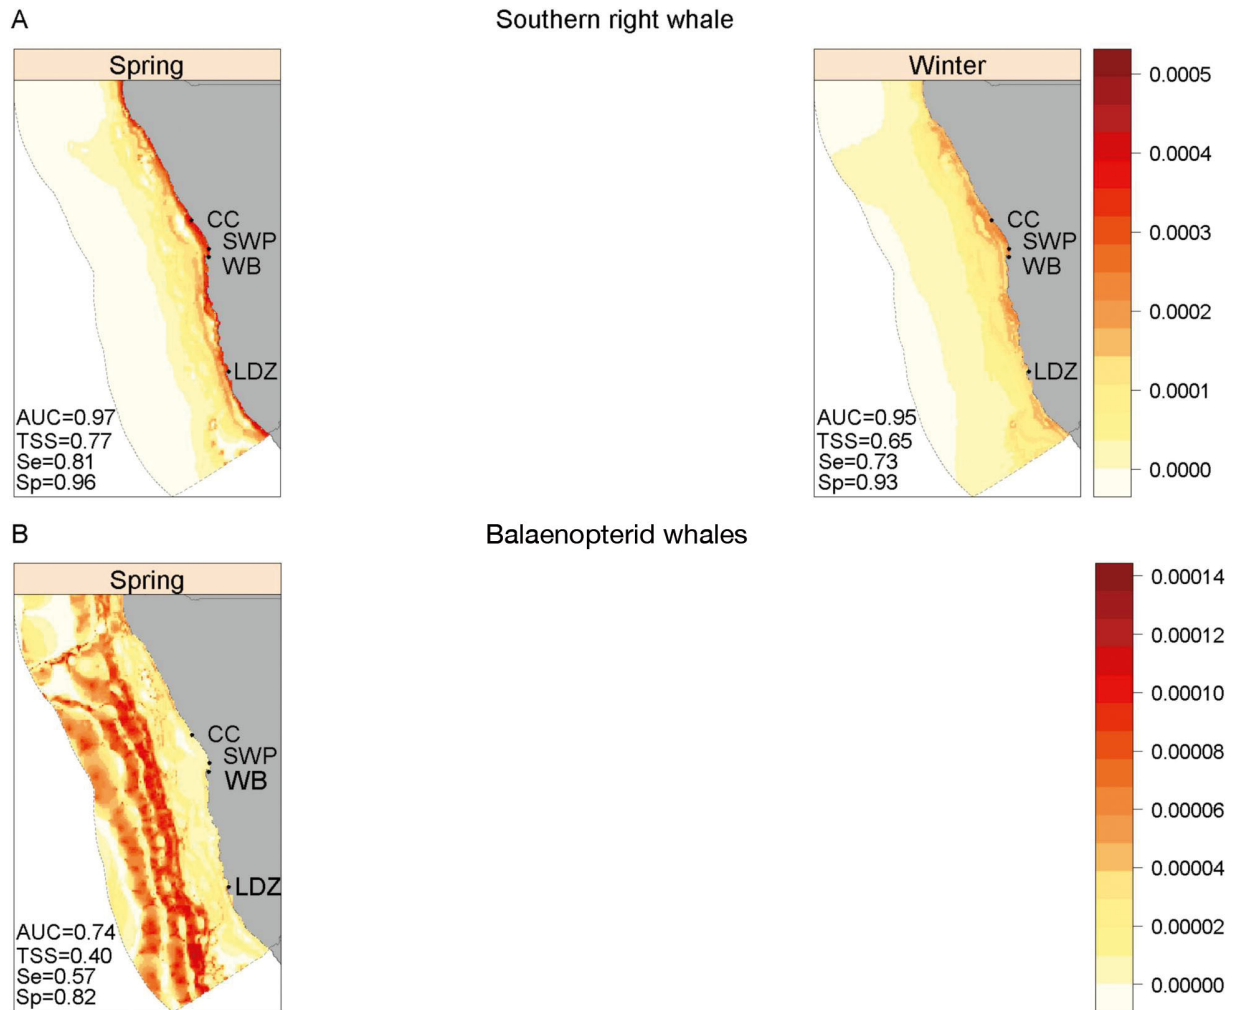 A
Southern right whale
Spring
Winter
CC
SWP
WB
LDZ
AUC=0.97
TSS=0.77
Se=0.81
Sp=0.96
CC
SWP
WB
LDZ
AUC=0.95
TSS=0.65
Se=0.73
Sp=0.93
0.0005
0.0004
0.0003
0.0002
0.0001
0.0000
B
Balaenopterid whales
Spring
CC
SWP
WB
LDZ
AUC=0.74
TSS=0.40
Se=0.57
Sp=0.82
0.00014
0.00012
0.00010
0.00008
0.00006
0.00004
0.00002
0.00000